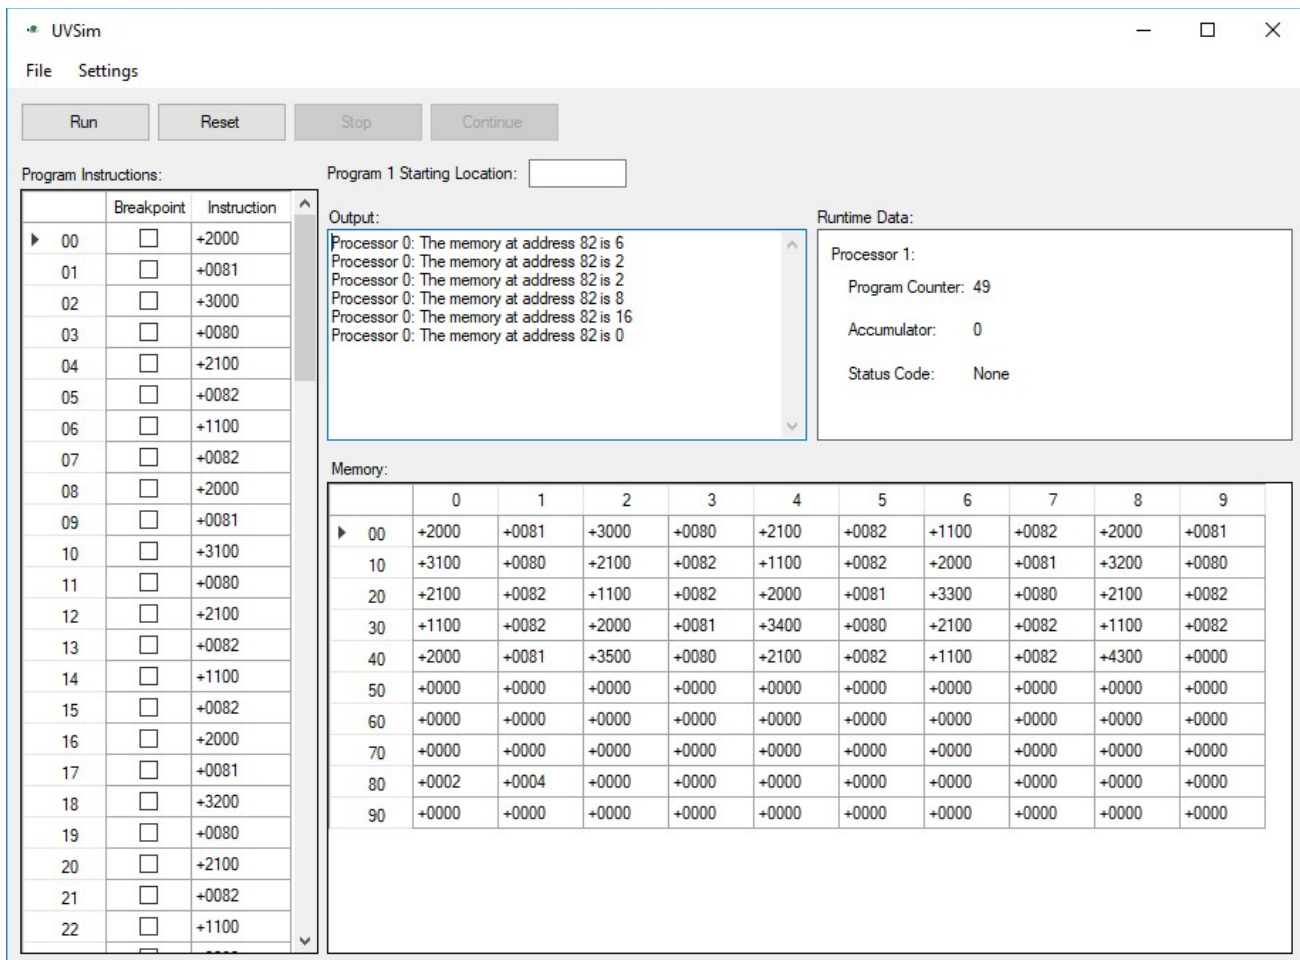 UVSim
File Settings
Run Reset Stop Continue
Program Instructions:
Breakpoint Instruction
00 +2000
01 +0081
02 +3000
03 +0080
04 +2100
05 +0082
06 +1100
07 +0082
08 +2000
09 +0081
10 +3100
11 +0080
12 +2100
13 +0082
14 +1100
15 +0082
16 +2000
17 +0081
18 +3200
19 +0080
20 +2100
21 +0082
22 +1100
Program 1 Starting Location:
Output:
Processor 0: The memory at address 82 is 6
Processor 0: The memory at address 82 is 2
Processor 0: The memory at address 82 is 2
Processor 0: The memory at address 82 is 8
Processor 0: The memory at address 82 is 16
Processor 0: The memory at address 82 is 0
Runtime Data:
Processor 1:
Program Counter: 49
Accumulator: 0
Status Code: None
Memory:
0 1 2 3 4 5 6 7 8 9
00 +2000 +0081 +3000 +0080 +2100 +0082 +1100 +0082 +2000 +0081
10 +3100 +0080 +2100 +0082 +1100 +0082 +2000 +0081 +3200 +0080
20 +2100 +0082 +1100 +0082 +2000 +0081 +3300 +0080 +2100 +0082
30 +1100 +0082 +2000 +0081 +3400 +0080 +2100 +0082 +1100 +0082
40 +2000 +0081 +3500 +0080 +2100 +0082 +1100 +0082 +4300 +0000
50 +0000 +0000 +0000 +0000 +0000 +0000 +0000 +0000 +0000 +0000
60 +0000 +0000 +0000 +0000 +0000 +0000 +0000 +0000 +0000 +0000
70 +0000 +0000 +0000 +0000 +0000 +0000 +0000 +0000 +0000 +0000
80 +0002 +0004 +0000 +0000 +0000 +0000 +0000 +0000 +0000 +0000
90 +0000 +0000 +0000 +0000 +0000 +0000 +0000 +0000 +0000 +0000